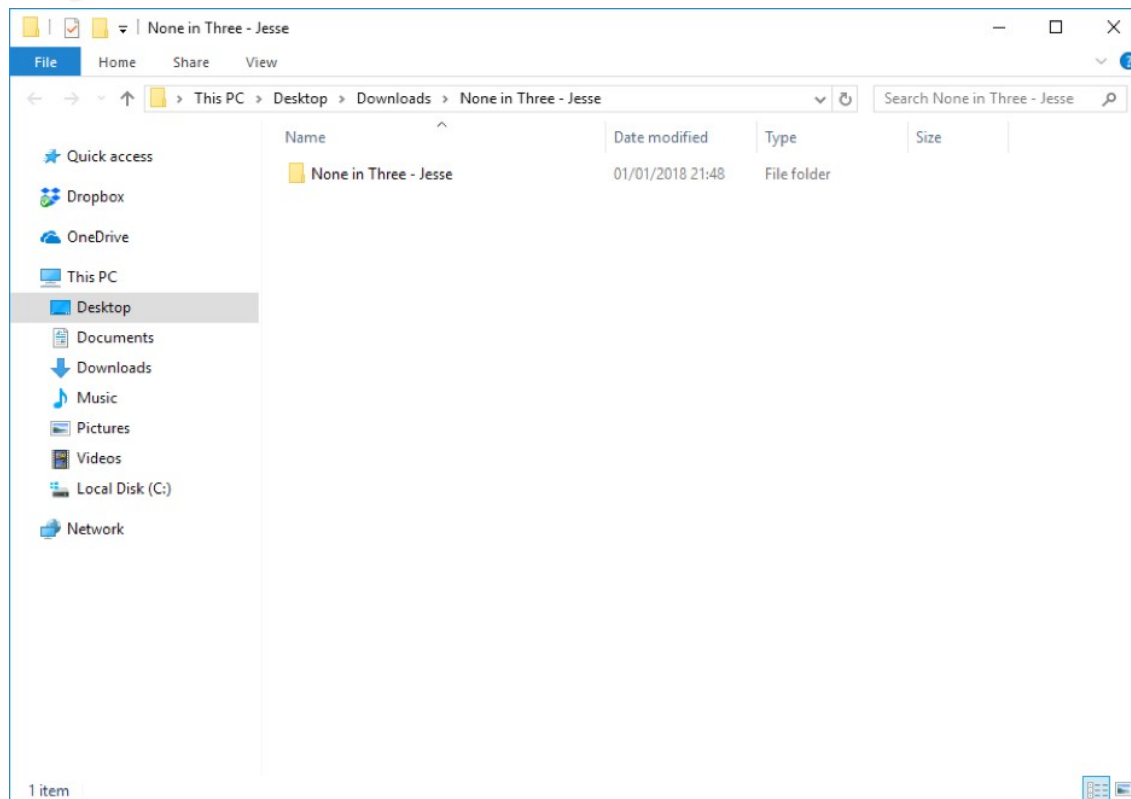 None in Three - Jesse
File Home Share View
This PC > Desktop > Downloads > None in Three - Jesse
Search None in Three - Jesse
Name Date modified Type Size
None in Three - Jesse 01/01/2018 21:48 File folder
Quick access
Dropbox
OneDrive
This PC
Desktop
Documents
Downloads
Music
Pictures
Videos
Local Disk (C:)
Network
1 item